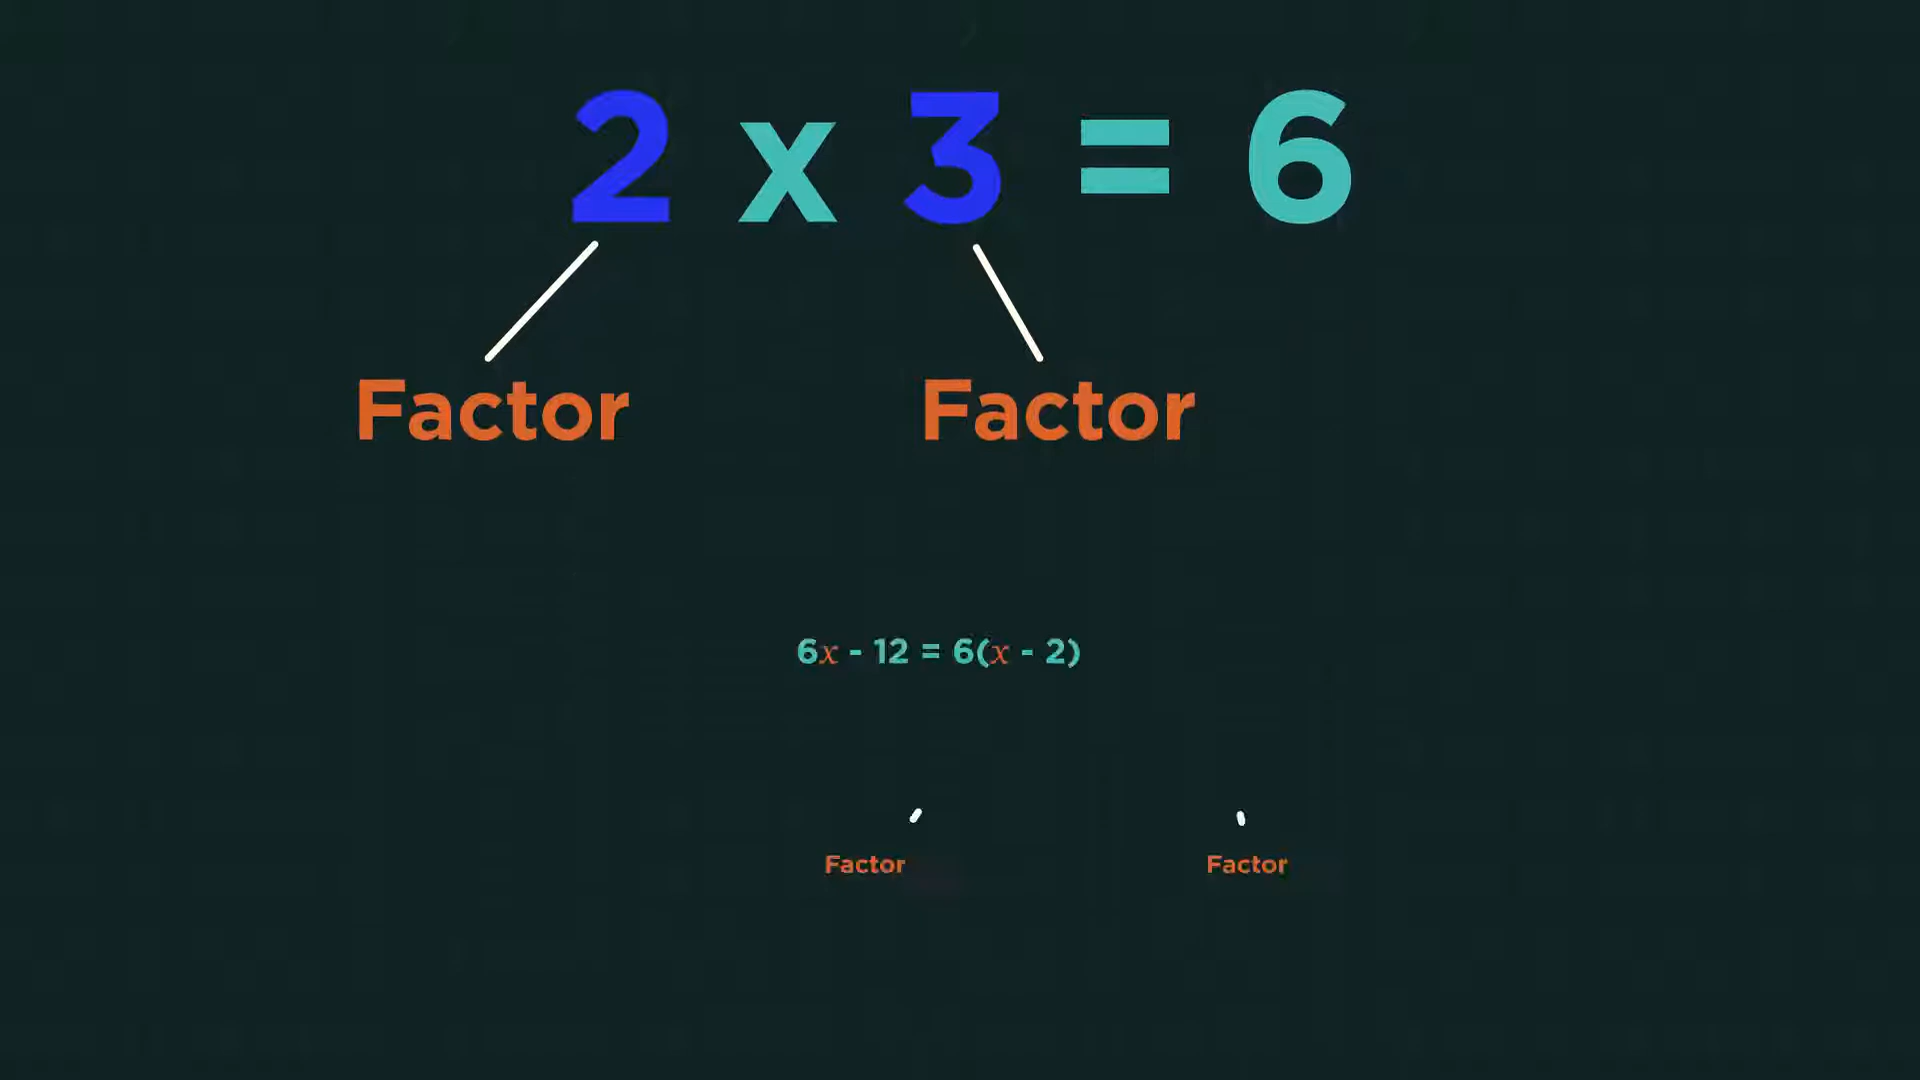 2 x 3 = 6
Factor Factor
6x - 12 = 6(x - 2)
Factor Factor